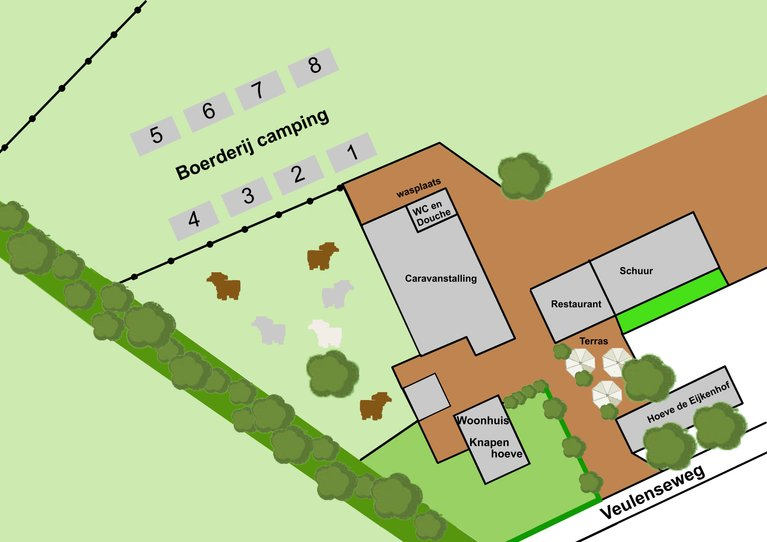 5 6 7 8
Boerderij camping
4 3 2 1
wasplaats
WC en
Douche
Caravanstalling
Schuur
Restaurant
Terras
Hoeve de Eijkenhof
Woonhuis
Knapen
hoeve
Veulenseweg